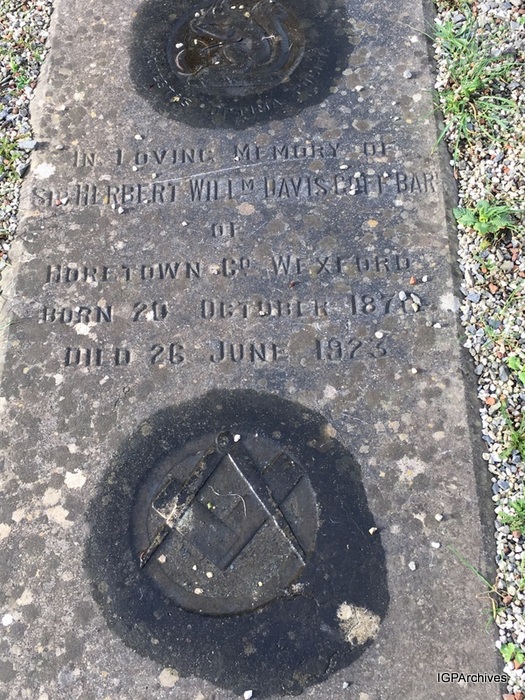 IN LOVING MEMORY OF
SIR HERBERT WILLM DAVIS GOFF BART
OF
HORETOWN CO WEXFORD
BORN 20 OCTOBER 1870
DIED 26 JUNE 1923
IGPArchives